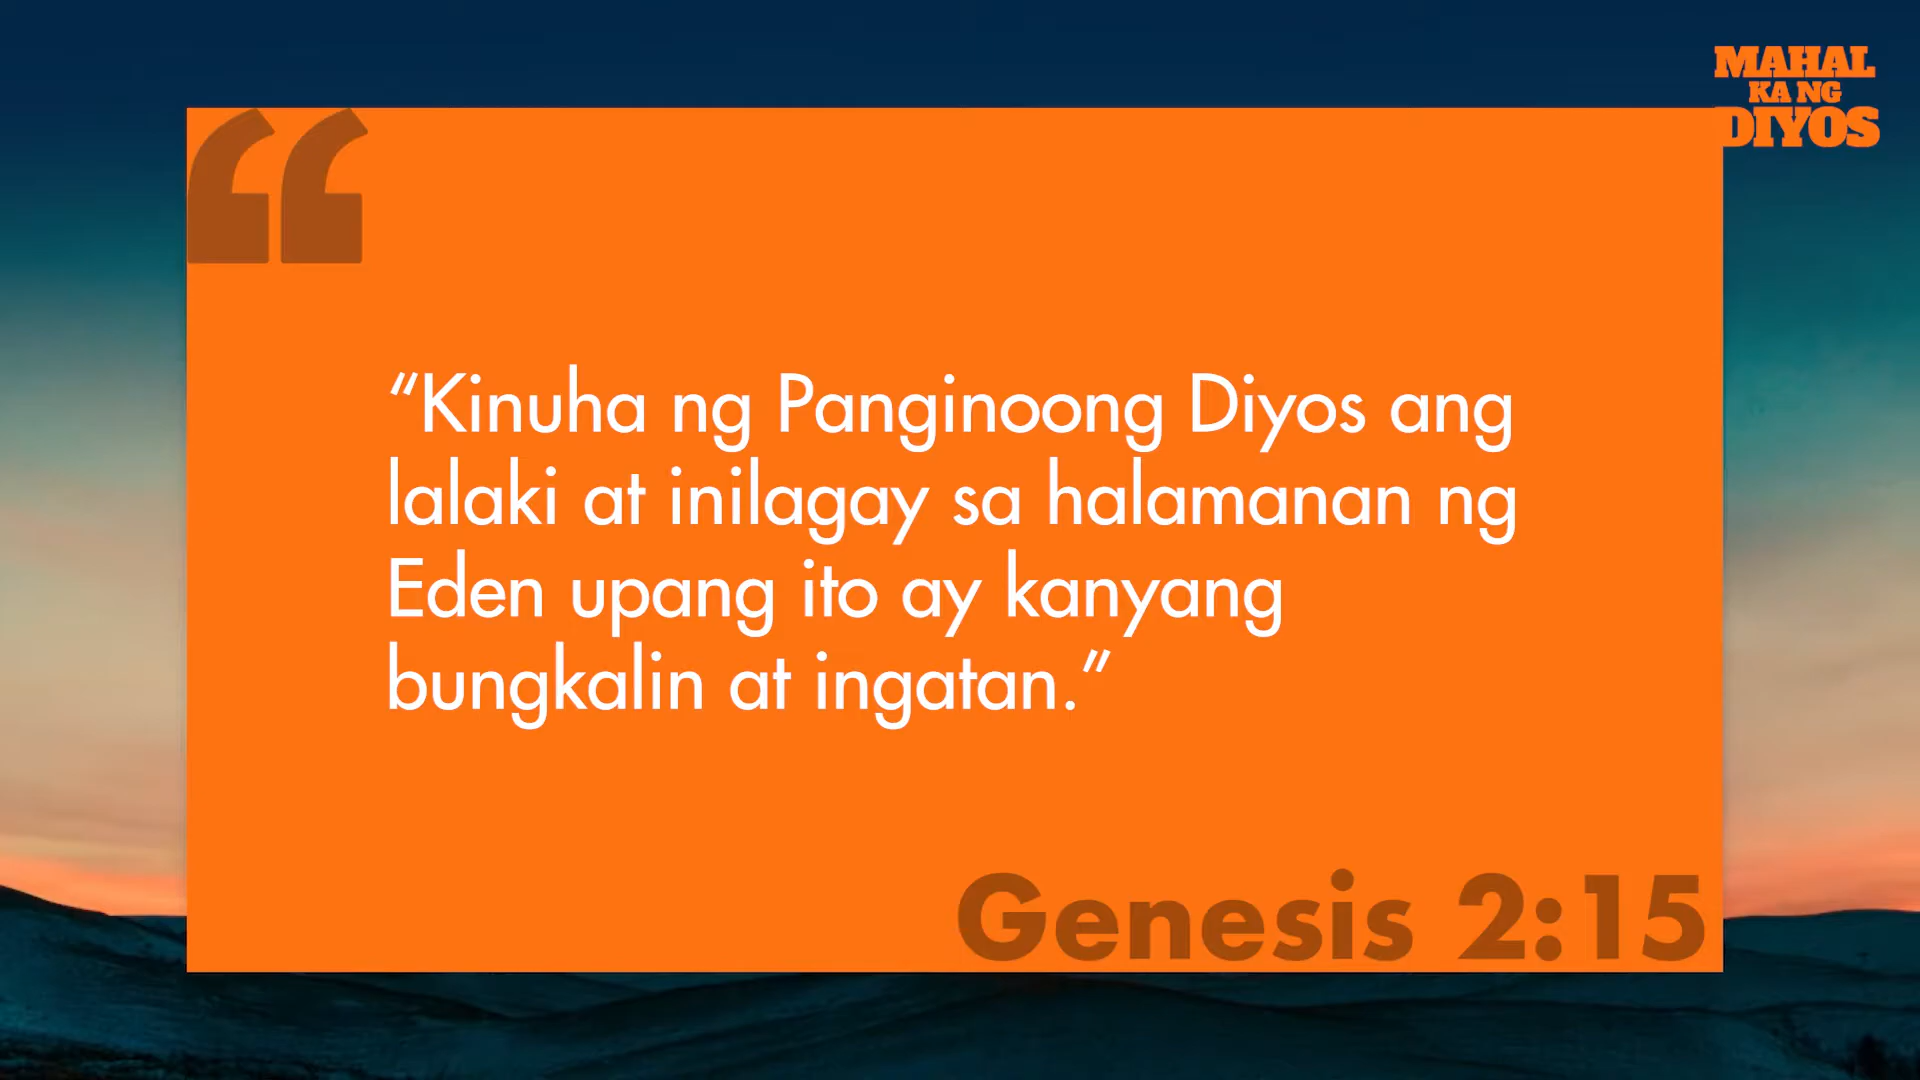 MAHAL
KA NG
DIYOS
“Kinuha ng Panginoong Diyos ang
lalaki at inilagay sa halamanan ng
Eden upang ito ay kanyang
bungkalin at ingatan.”
Genesis 2:15